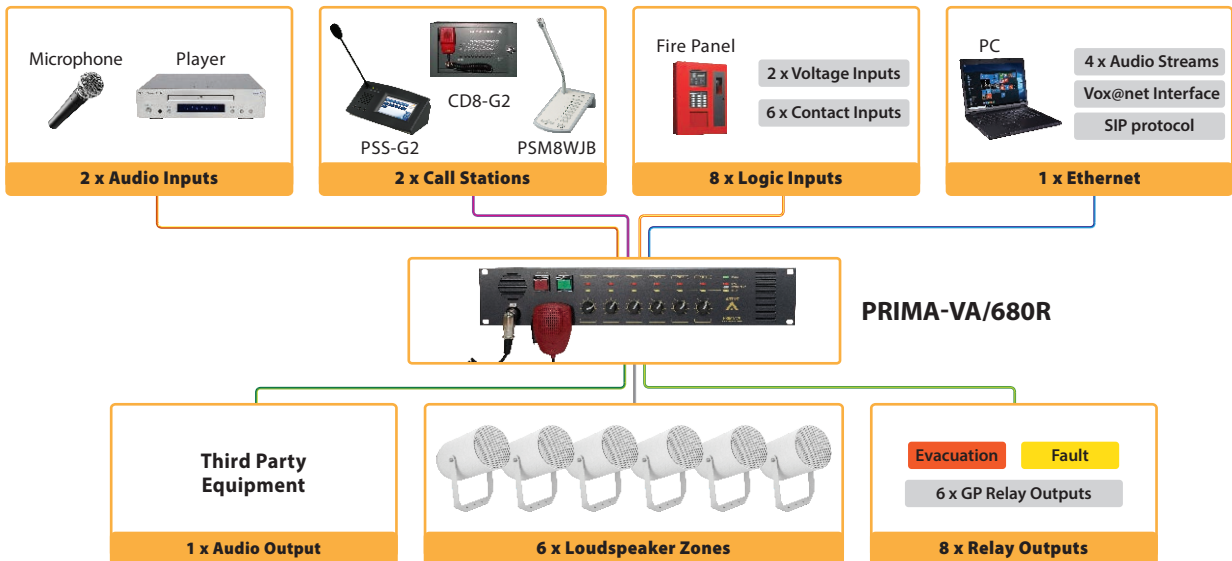 Microphone
Player
2 x Audio Inputs
CD8-G2
PSS-G2
PSM8WJB
2 x Call Stations
Fire Panel
2 x Voltage Inputs
6 x Contact Inputs
8 x Logic Inputs
PC
4 x Audio Streams
Vox@net Interface
SIP protocol
1 x Ethernet
PRIMA-VA/680R
Third Party
Equipment
1 x Audio Output
6 x Loudspeaker Zones
Evacuation
Fault
6 x GP Relay Outputs
8 x Relay Outputs